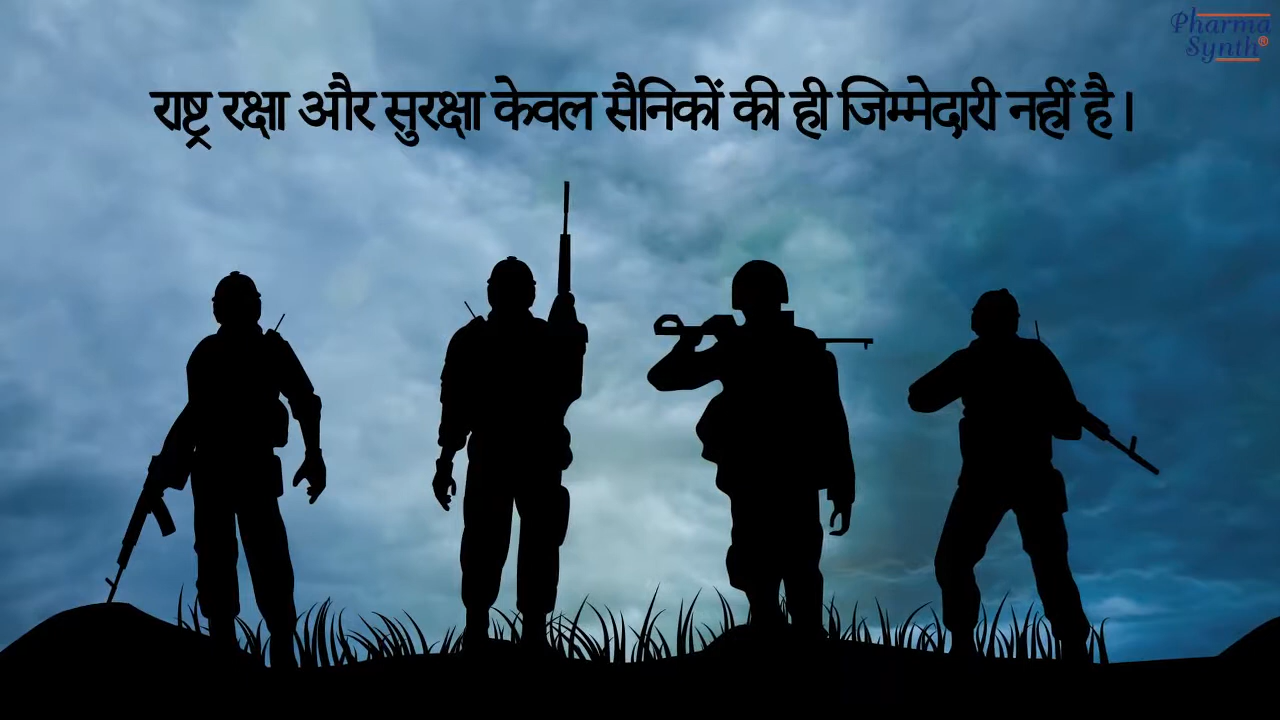 Pharma
Synth®
राष्ट्र रक्षा और सुरक्षा केवल सैनिकों की ही जिम्मेदारी नहीं है।